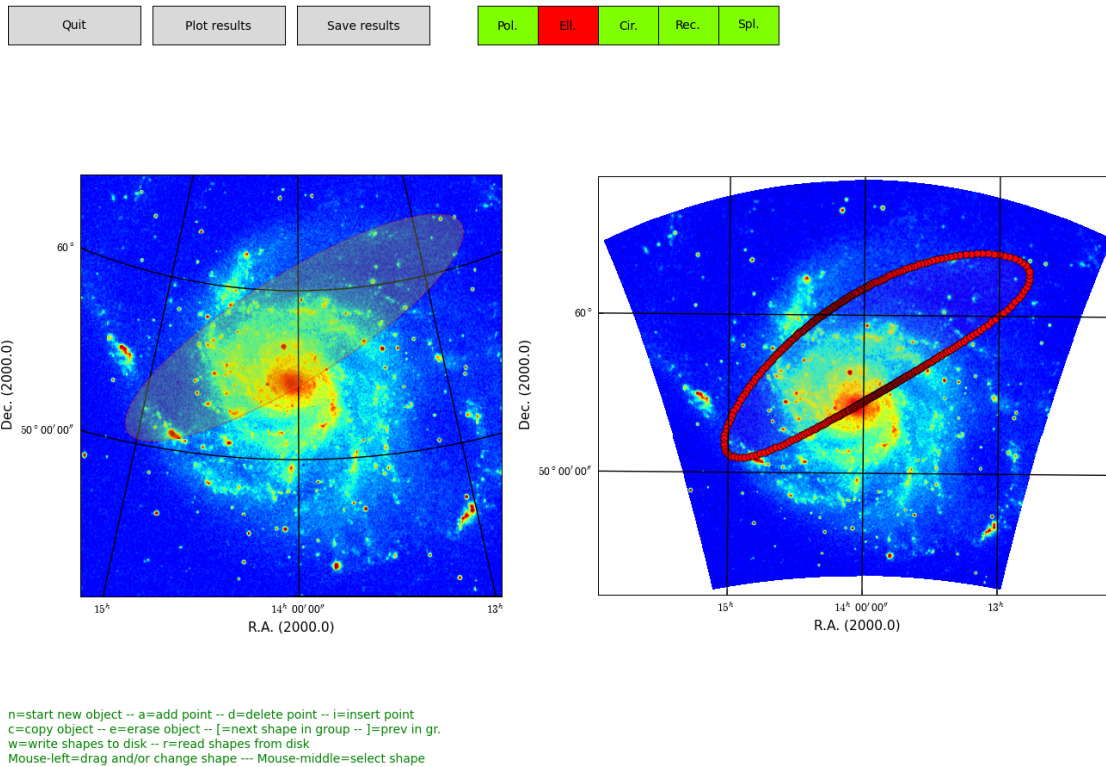 Quit Plot results Save results Pol. Ell. Cir. Rec. Spl.
60°
50°00′00″
Dec. (2000.0)
15ʰ 14ʰ 00′00″ 13ʰ
R.A. (2000.0)
60°
50°00′00″
Dec. (2000.0)
15ʰ 14ʰ 00′00″ 13ʰ
R.A. (2000.0)
n=start new object -- a=add point -- d=delete point -- i=insert point
c=copy object -- e=erase object -- [=next shape in group -- ]=prev in gr.
w=write shapes to disk -- r=read shapes from disk
Mouse-left=drag and/or change shape --- Mouse-middle=select shape